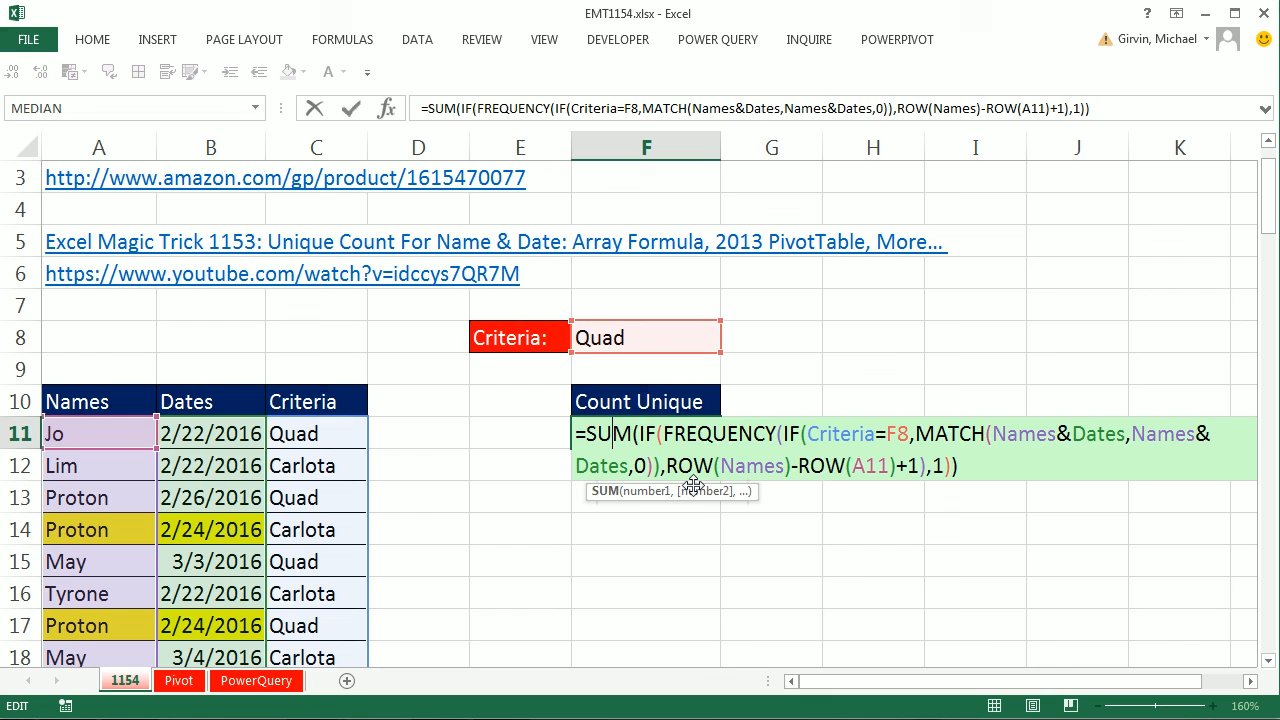 EMT1154.xlsx - Excel
?
FILE HOME INSERT PAGE LAYOUT FORMULAS DATA REVIEW VIEW DEVELOPER POWER QUERY INQUIRE POWERPIVOT Girvin, Michael
MEDIAN fx =SUM(IF(FREQUENCY(IF(Criteria=F8,MATCH(Names&Dates,Names&Dates,0)),ROW(Names)-ROW(A11)+1),1))
A B C D E F G H I J K
3 http://www.amazon.com/gp/product/1615470077
4
5 Excel Magic Trick 1153: Unique Count For Name & Date: Array Formula, 2013 PivotTable, More...
6 https://www.youtube.com/watch?v=idccys7QR7M
7
8 Criteria: Quad
9
10 Names Dates Criteria Count Unique
11 Jo 2/22/2016 Quad =SUM(IF(FREQUENCY(IF(Criteria=F8,MATCH(Names&Dates,Names&
12 Lim 2/22/2016 Carlota Dates,0)),ROW(Names)-ROW(A11)+1),1))
SUM(number1, [number2], ...)
13 Proton 2/26/2016 Quad
14 Proton 2/24/2016 Carlota
15 May 3/3/2016 Quad
16 Tyrone 2/22/2016 Carlota
17 Proton 2/24/2016 Quad
18 May 3/4/2016 Carlota
1154 Pivot PowerQuery
EDIT 160%